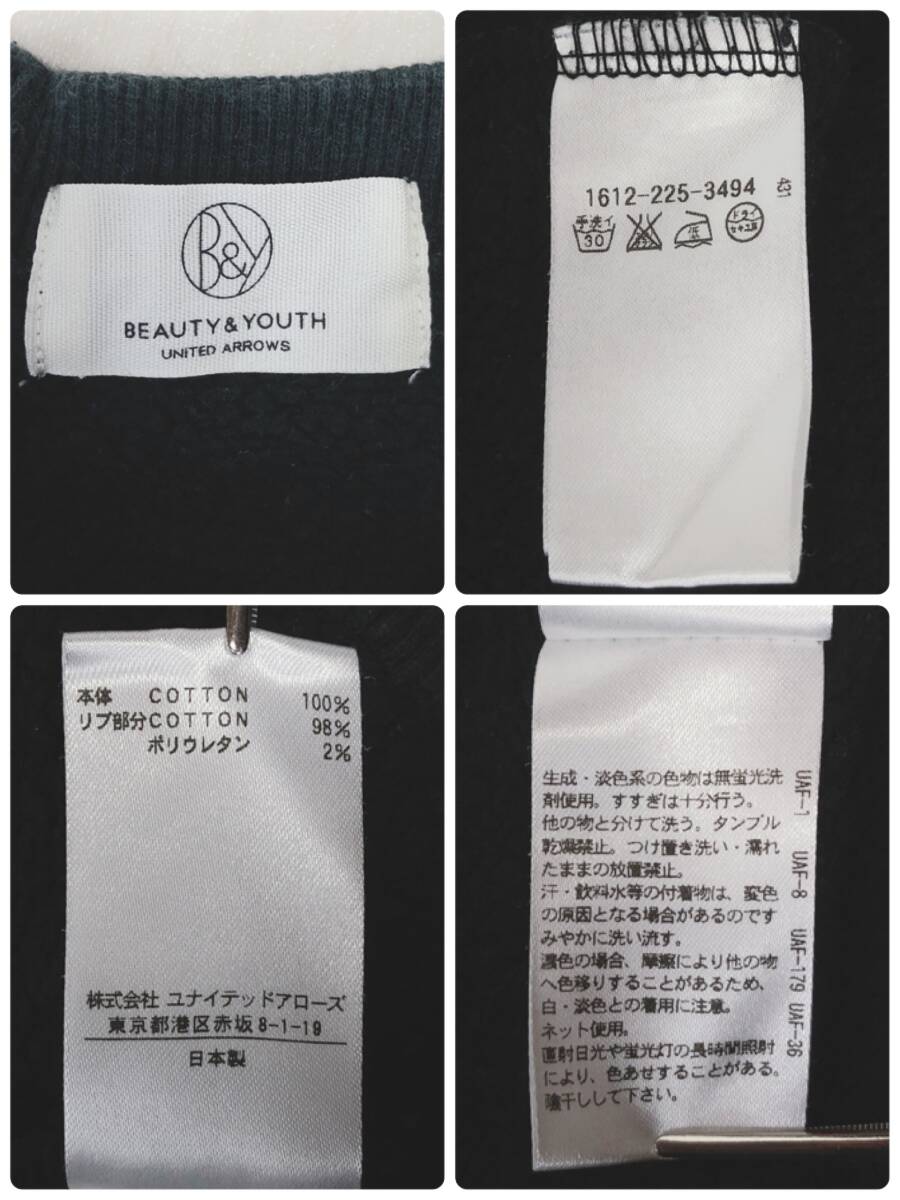 B&Y
BEAUTY & YOUTH
UNITED ARROWS
1612-225-3494
431
手洗イ
30
低
ドライ
セキユ系
本体 COTTON 100%
リブ部分COTTON 98%
ポリウレタン 2%
株式会社 ユナイテッドアローズ
東京都港区赤坂8-1-19
日本製
生成・淡色系の色物は無蛍光洗
剤使用。すすぎは十分行う。
他の物と分けて洗う。タンブル
乾燥禁止。つけ置き洗い・濡れ
たままの放置禁止。
汗・飲料水等の付着物は、変色
の原因となる場合があるのです
みやかに洗い流す。
濃色の場合、摩擦により他の物
へ色移りすることがあるため、
白・淡色との着用に注意。
ネット使用。
直射日光や蛍光灯の長時間照射
により、色あせすることがある。
陰干しして下さい。
UAF-1 UAF-8 UAF-179 UAF-36